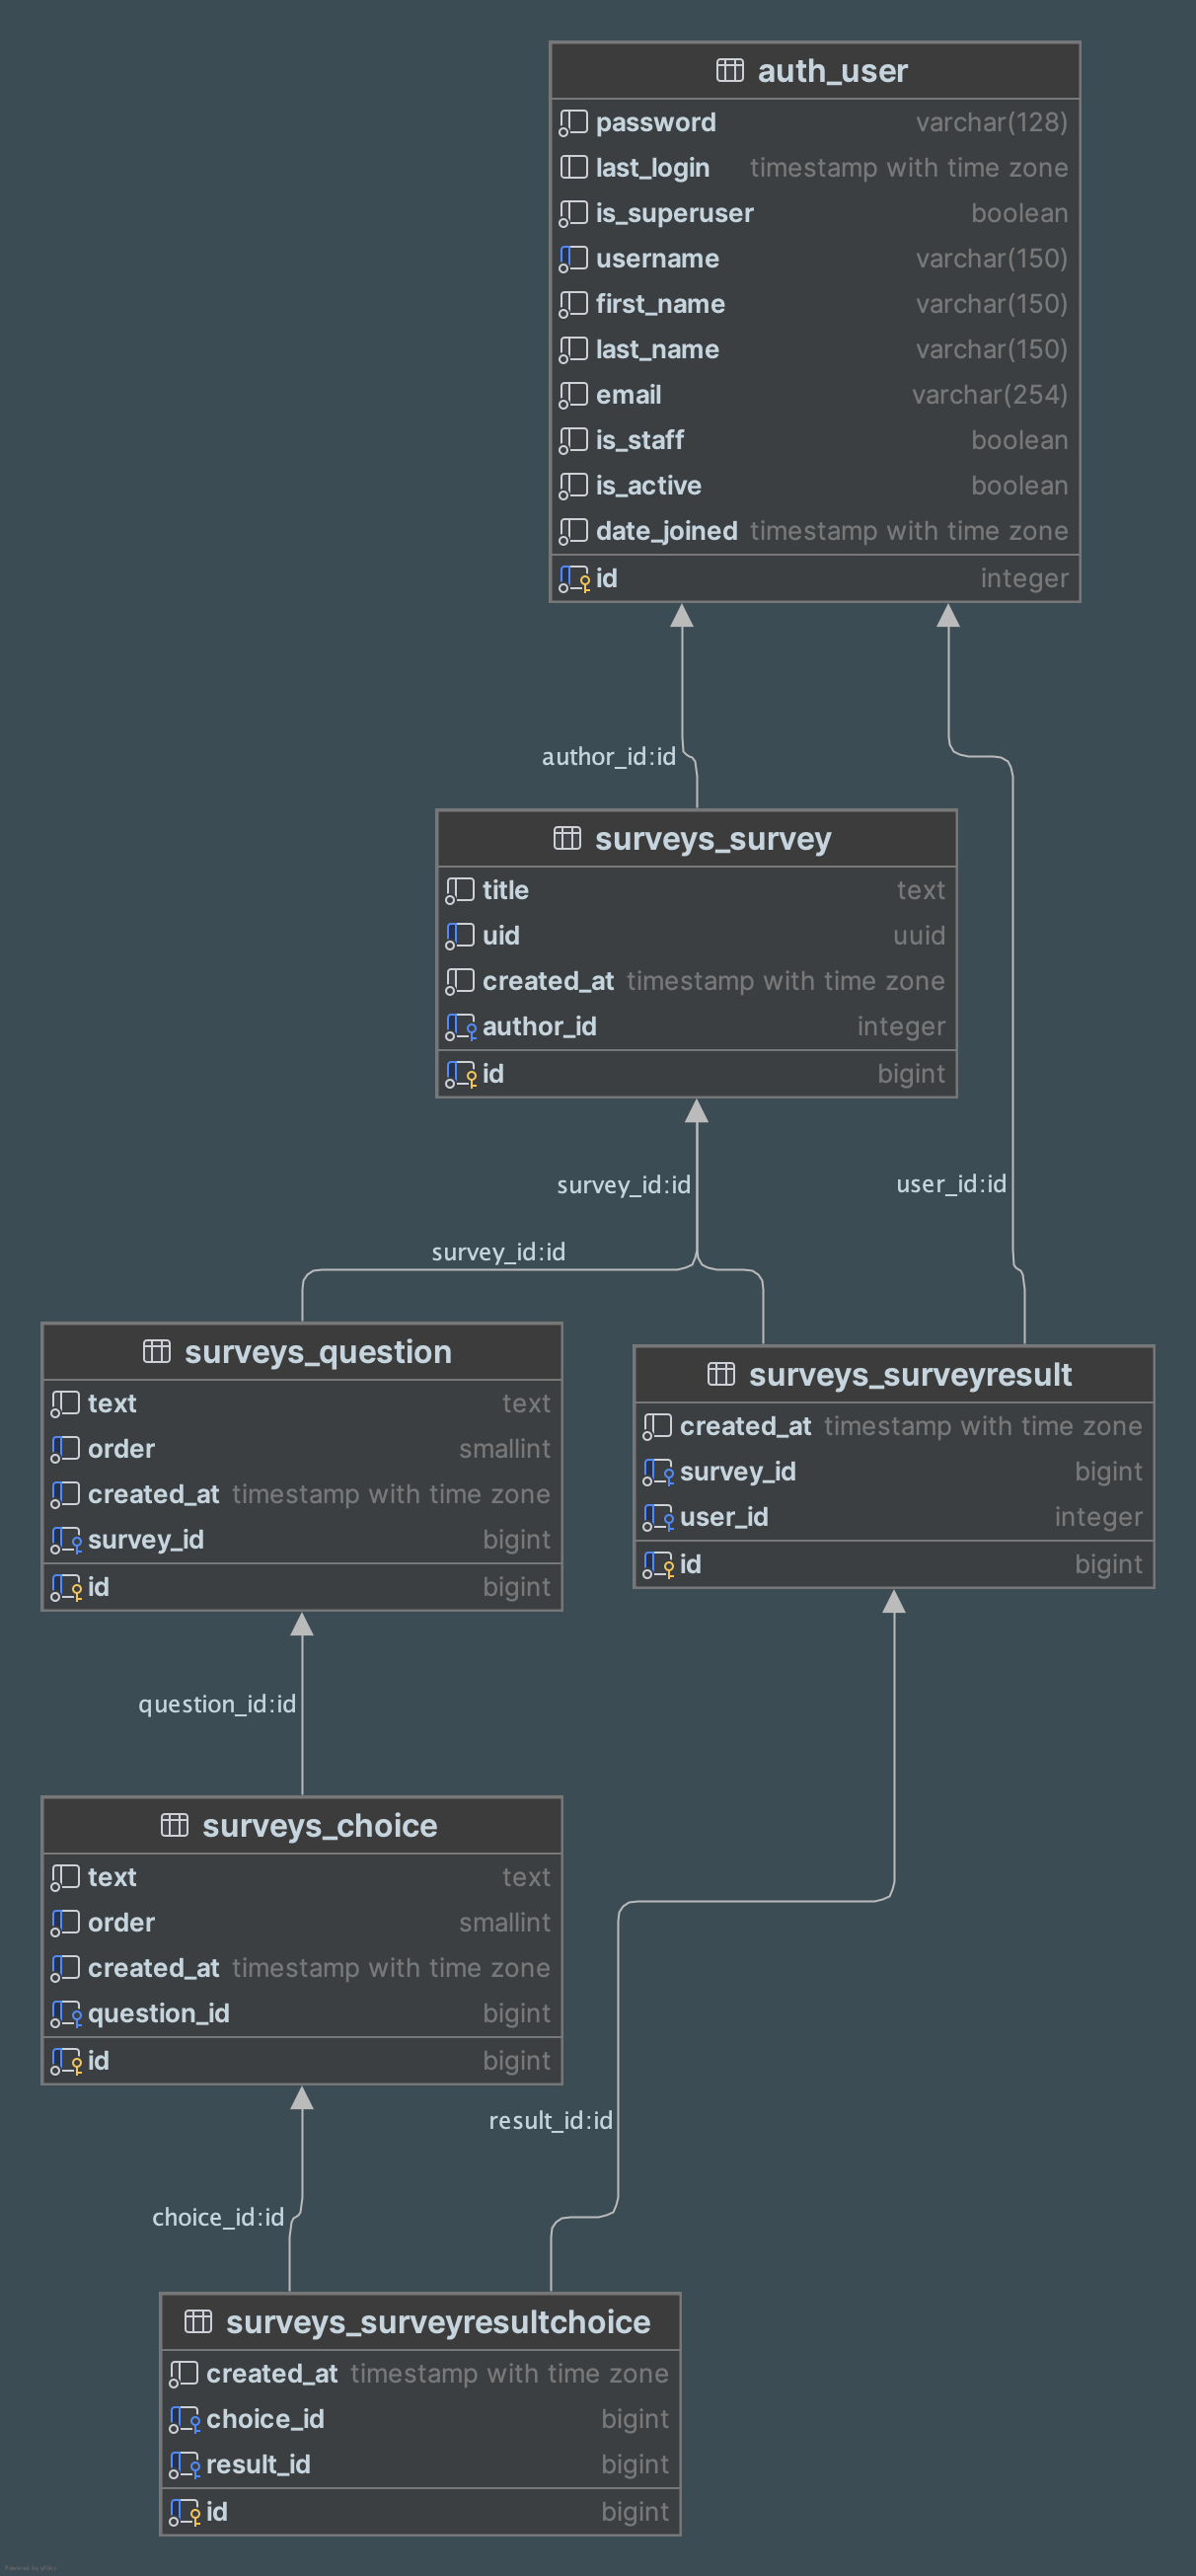 auth_user
password varchar(128)
last_login timestamp with time zone
is_superuser boolean
username varchar(150)
first_name varchar(150)
last_name varchar(150)
email varchar(254)
is_staff boolean
is_active boolean
date_joined timestamp with time zone
id integer
author_id:id
surveys_survey
title text
uid uuid
created_at timestamp with time zone
author_id integer
id bigint
survey_id:id
user_id:id
survey_id:id
surveys_question
text text
order smallint
created_at timestamp with time zone
survey_id bigint
id bigint
surveys_surveyresult
created_at timestamp with time zone
survey_id bigint
user_id integer
id bigint
question_id:id
surveys_choice
text text
order smallint
created_at timestamp with time zone
question_id bigint
id bigint
result_id:id
choice_id:id
surveys_surveyresultchoice
created_at timestamp with time zone
choice_id bigint
result_id bigint
id bigint
Powered by yFiles